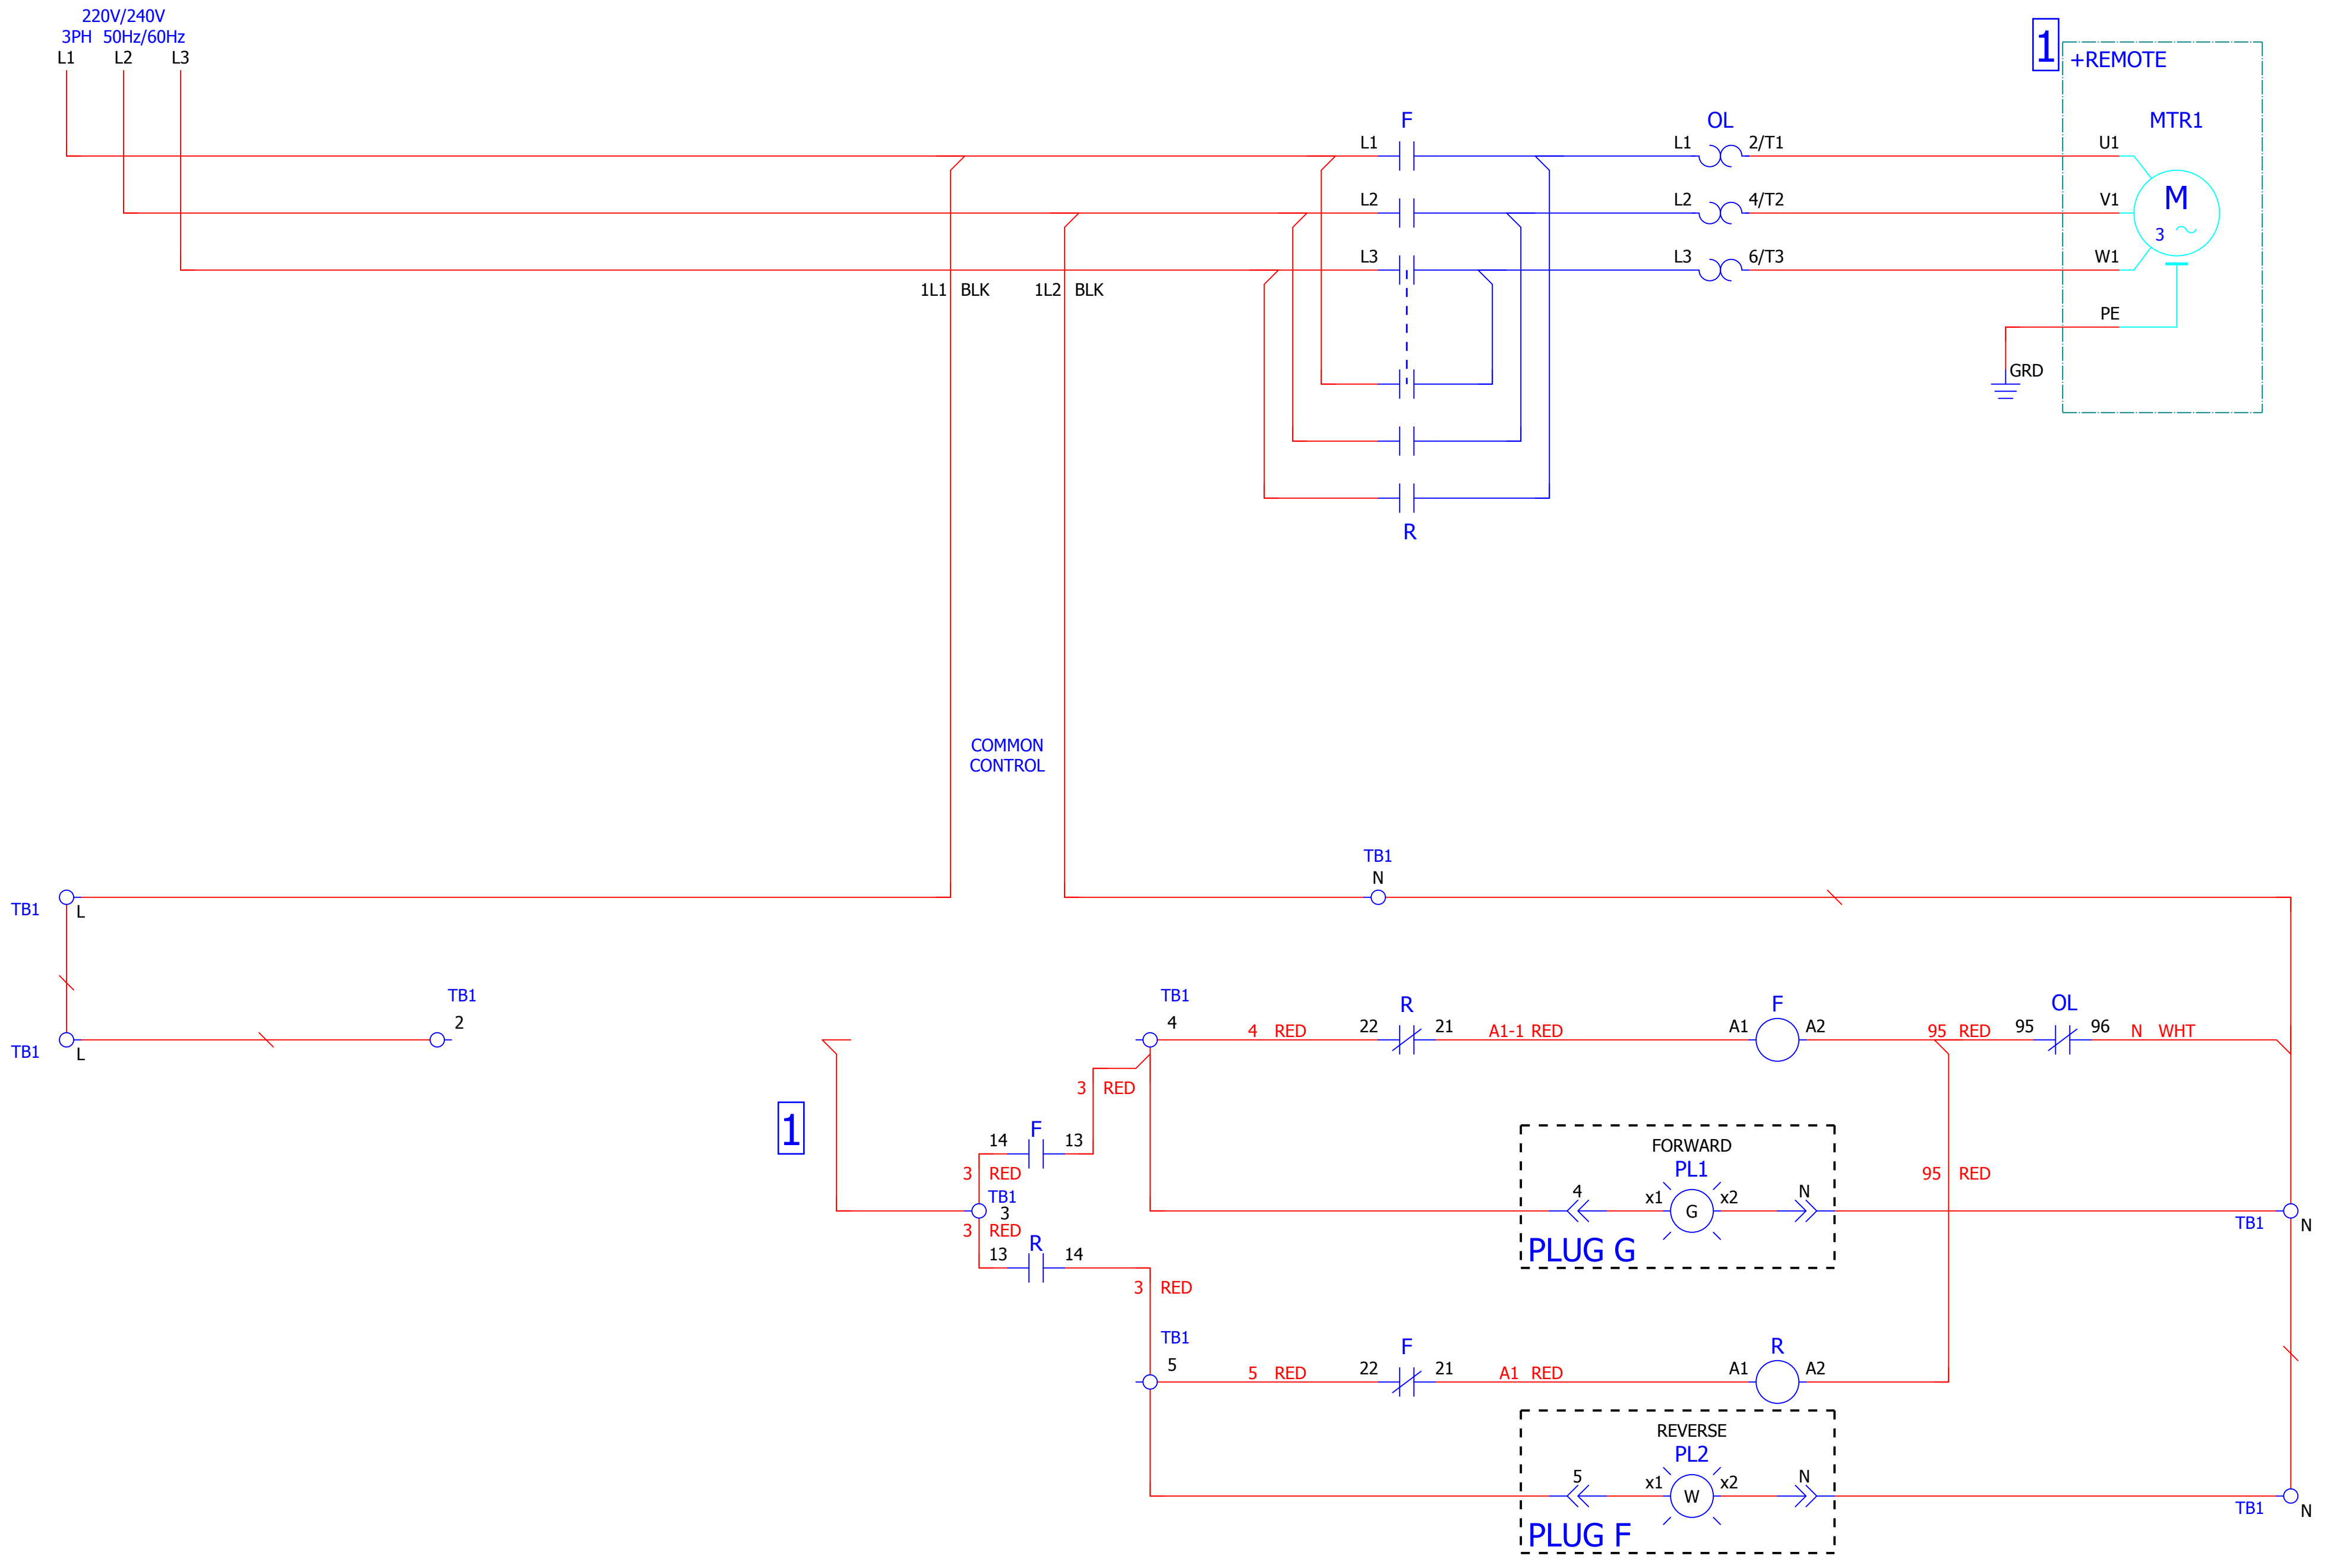 220V/240V
3PH 50Hz/60Hz
L1 L2 L3
1 +REMOTE
F OL MTR1
L1 L1 2/T1 U1
L2 L2 4/T2 V1
M
3
L3 L3 6/T3 W1
1L1 BLK 1L2 BLK
PE
GRD
R
COMMON
CONTROL
TB1
N
TB1 L
TB1
2
TB1
4
R
F
OL
4 RED 22 21 A1-1 RED A1 A2 95 RED 95 96 N WHT
TB1 L
3 RED
1
F
14 13
FORWARD
PL1
3 RED
95 RED
TB1
3
4 x1 x2 N
G
TB1 N
3 RED
R
13 14
PLUG G
3 RED
TB1
5
F
R
5 RED 22 21 A1 RED A1 A2
REVERSE
PL2
5 x1 x2 N
W
TB1 N
PLUG F